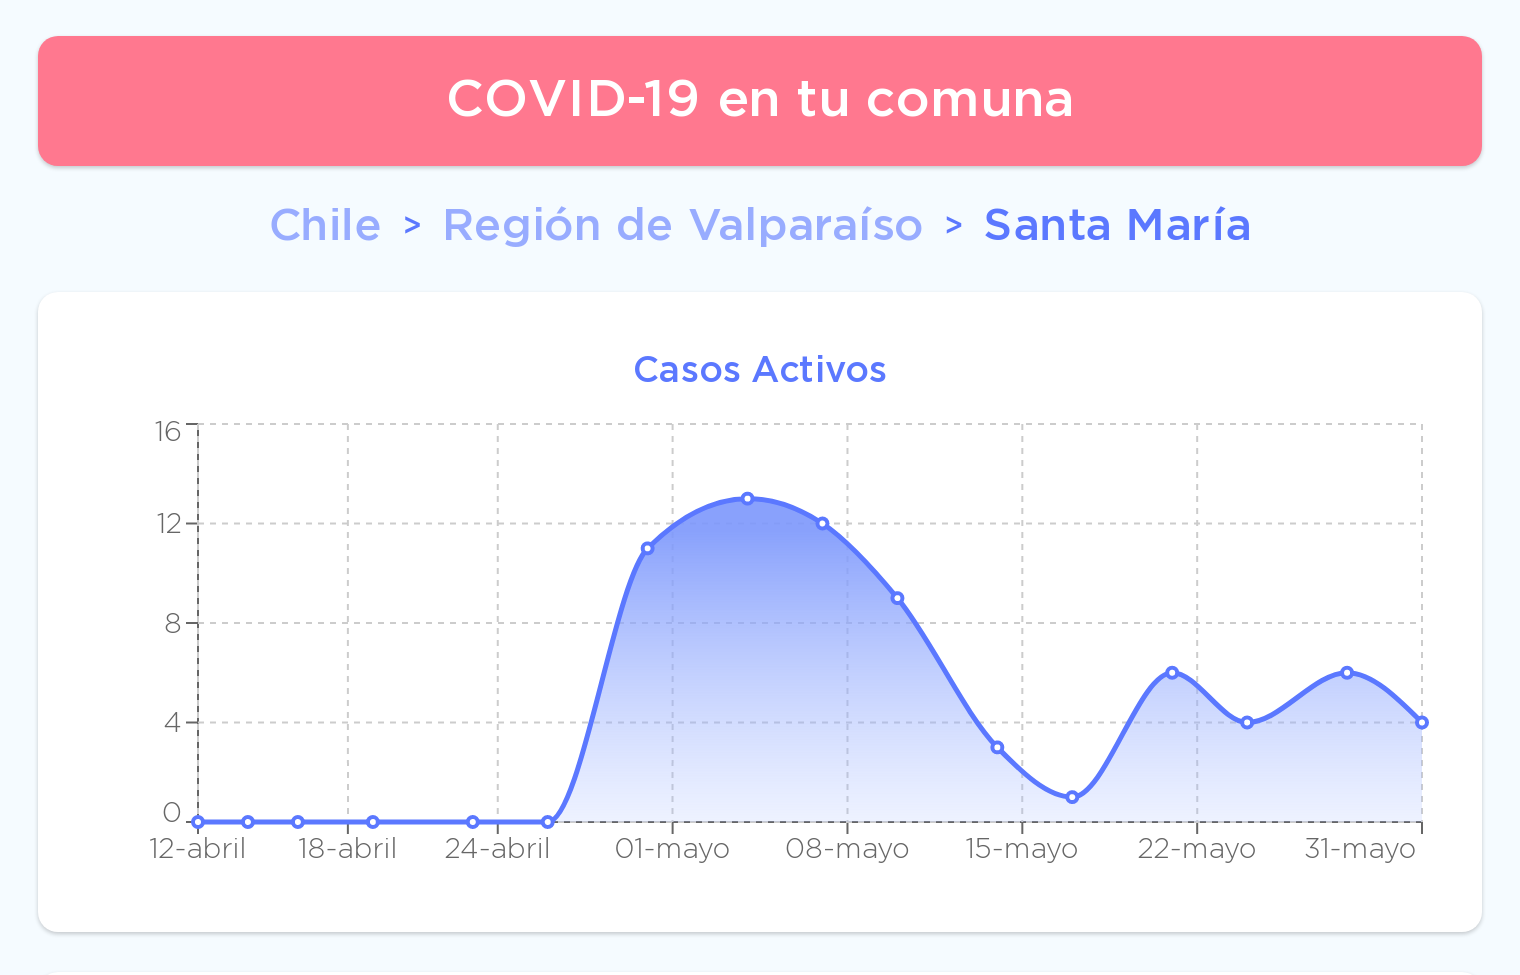 COVID-19 en tu comuna
Chile > Región de Valparaíso > Santa María
Casos Activos
16
12
8
4
0
12-abril 18-abril 24-abril 01-mayo 08-mayo 15-mayo 22-mayo 31-mayo